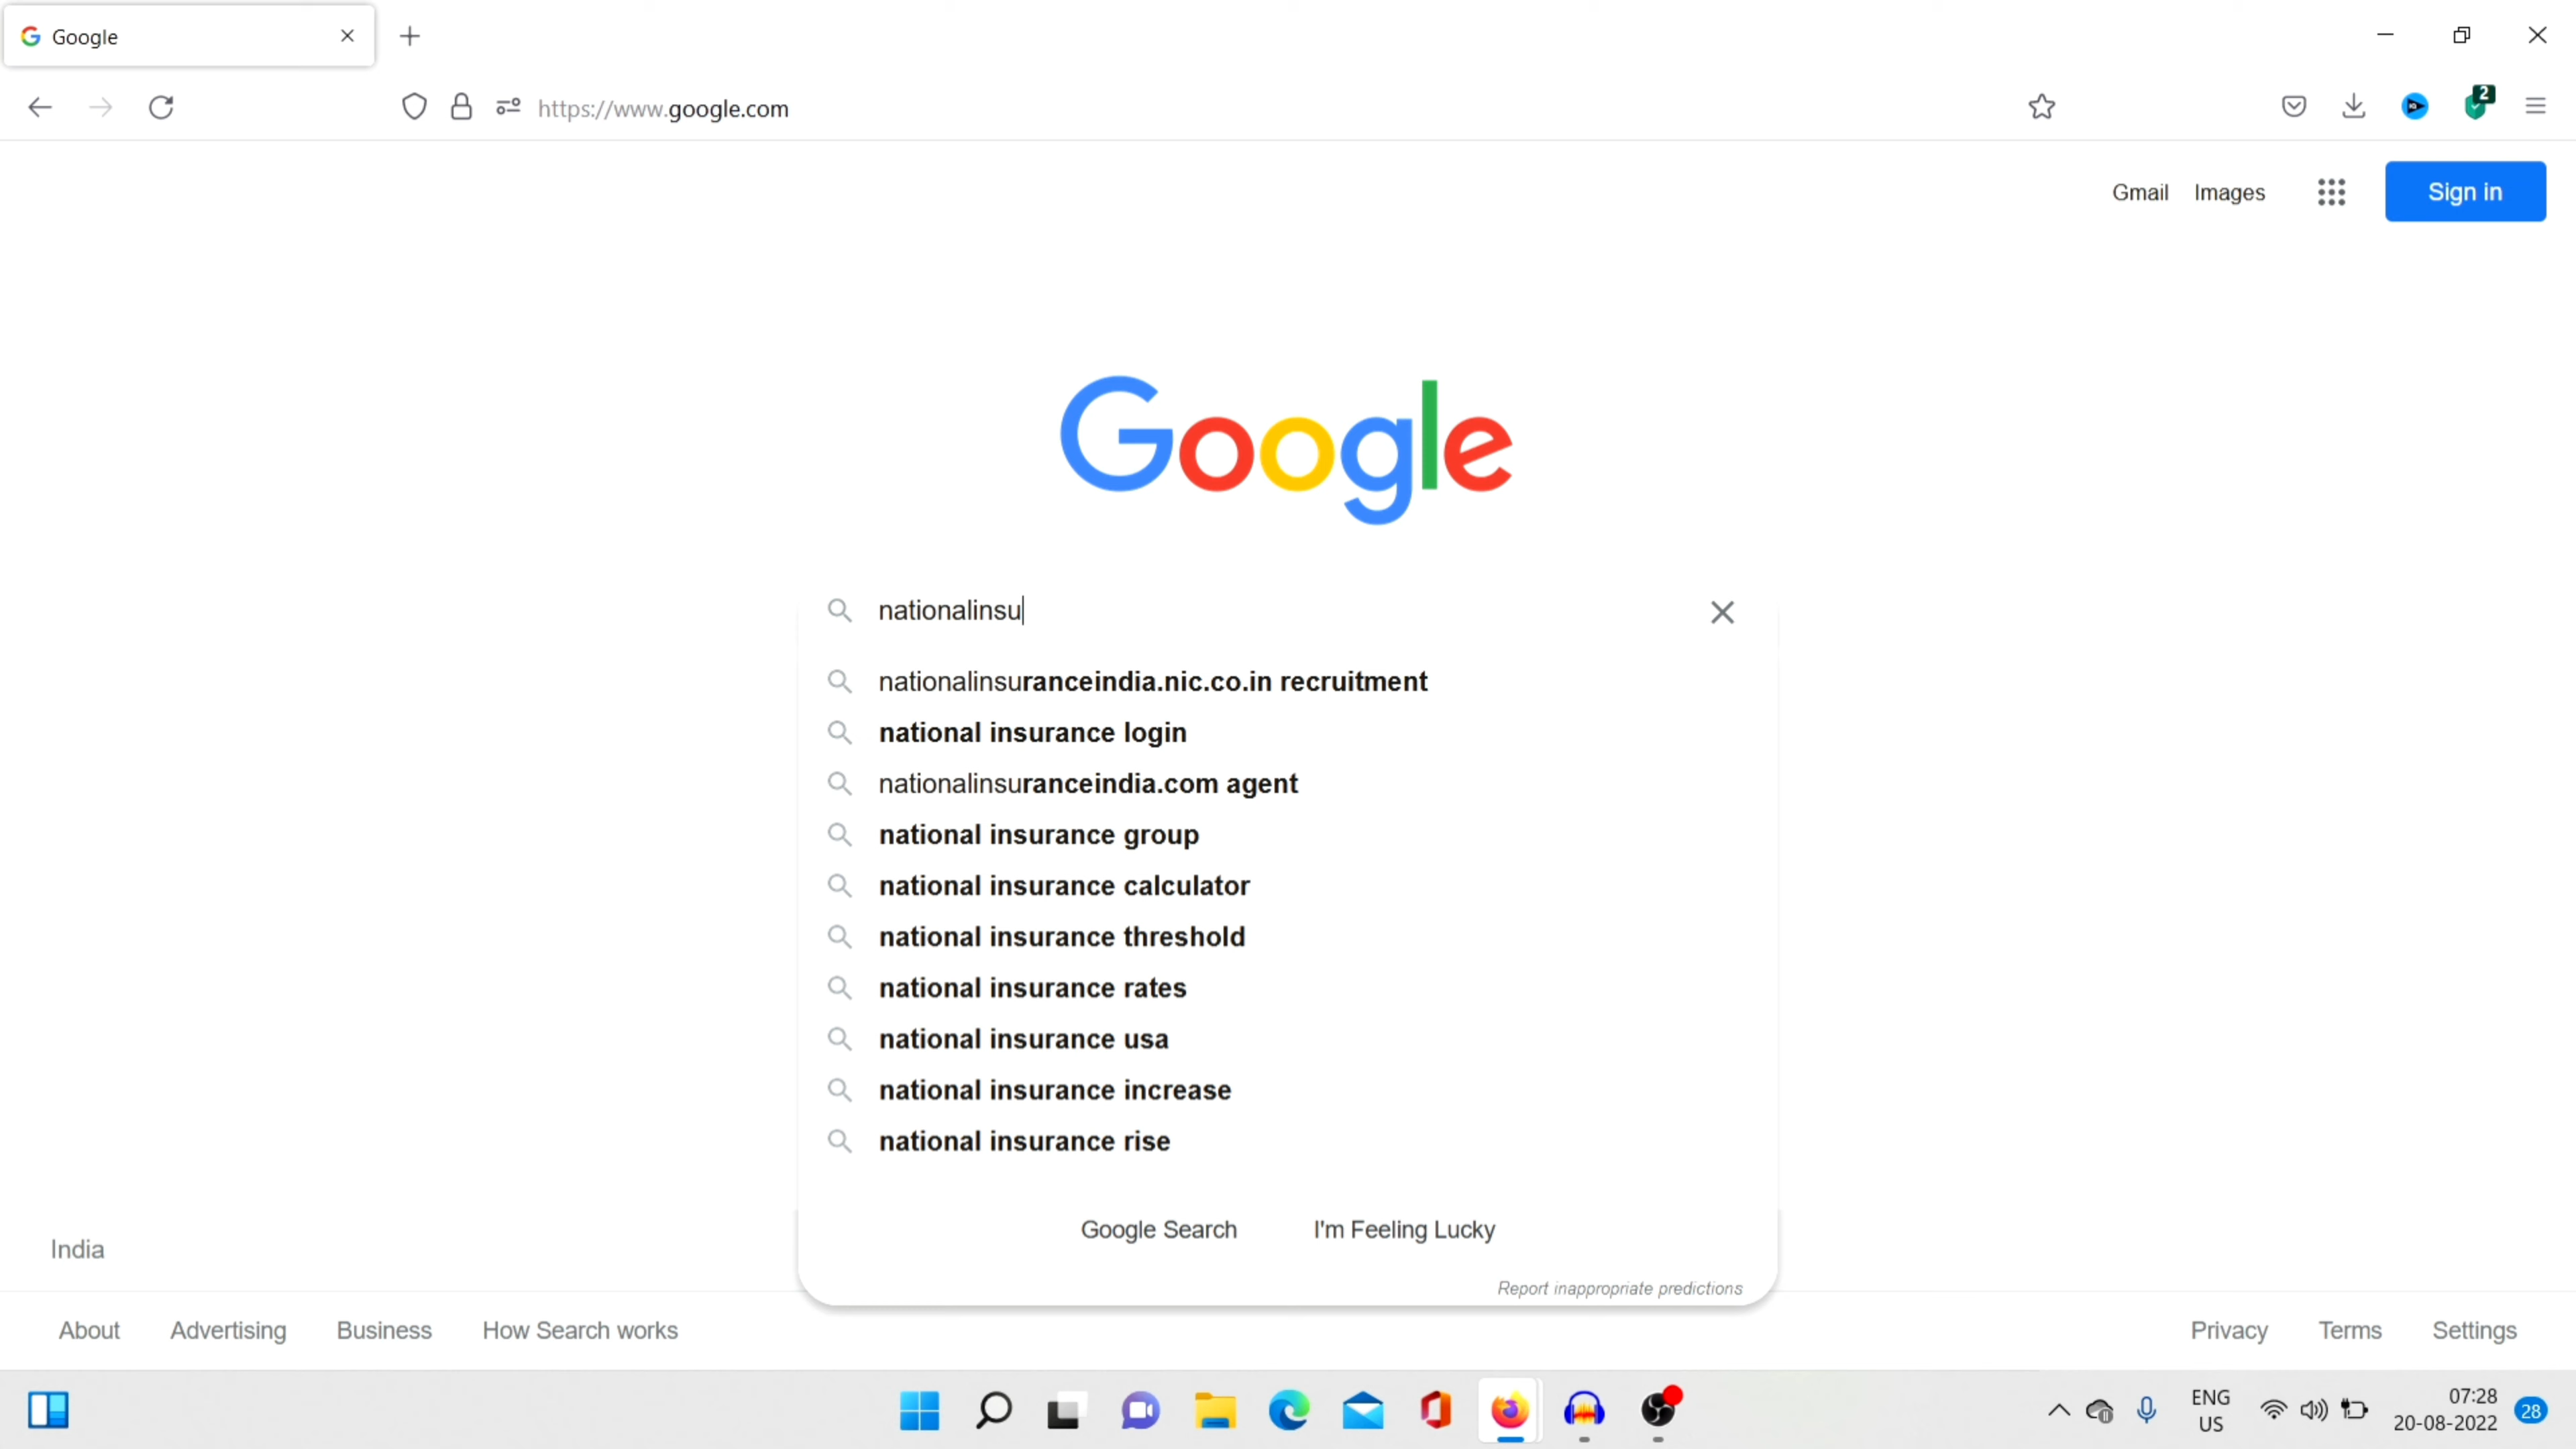 Google
https://www.google.com
2
Gmail Images Sign in
Google
nationalinsu
nationalinsuranceindia.nic.co.in recruitment
national insurance login
nationalinsuranceindia.com agent
national insurance group
national insurance calculator
national insurance threshold
national insurance rates
national insurance usa
national insurance increase
national insurance rise
Google Search I'm Feeling Lucky
Report inappropriate predictions
India
About Advertising Business How Search works Privacy Terms Settings
ENG 07:28
US 20-08-2022 28